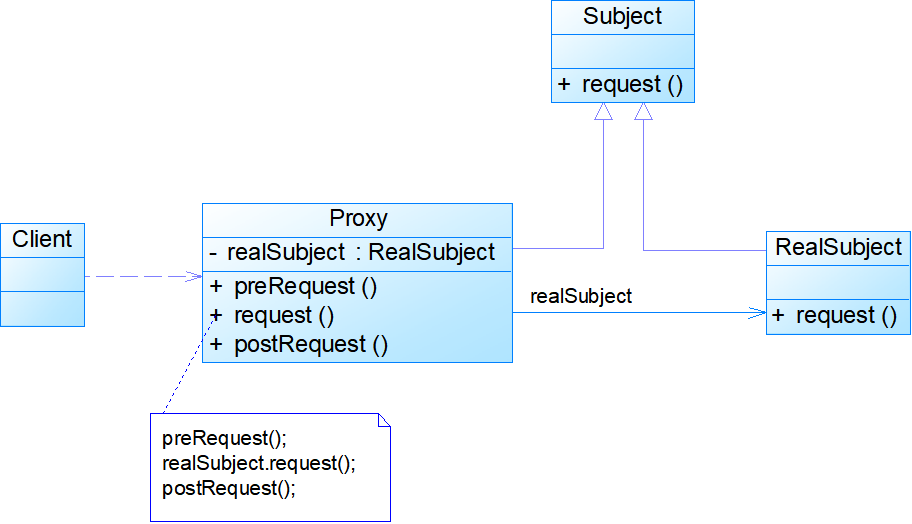 Subject
+ request ()
Client
Proxy
- realSubject : RealSubject
+ preRequest ()
+ request ()
+ postRequest ()
realSubject
RealSubject
+ request ()
preRequest();
realSubject.request();
postRequest();